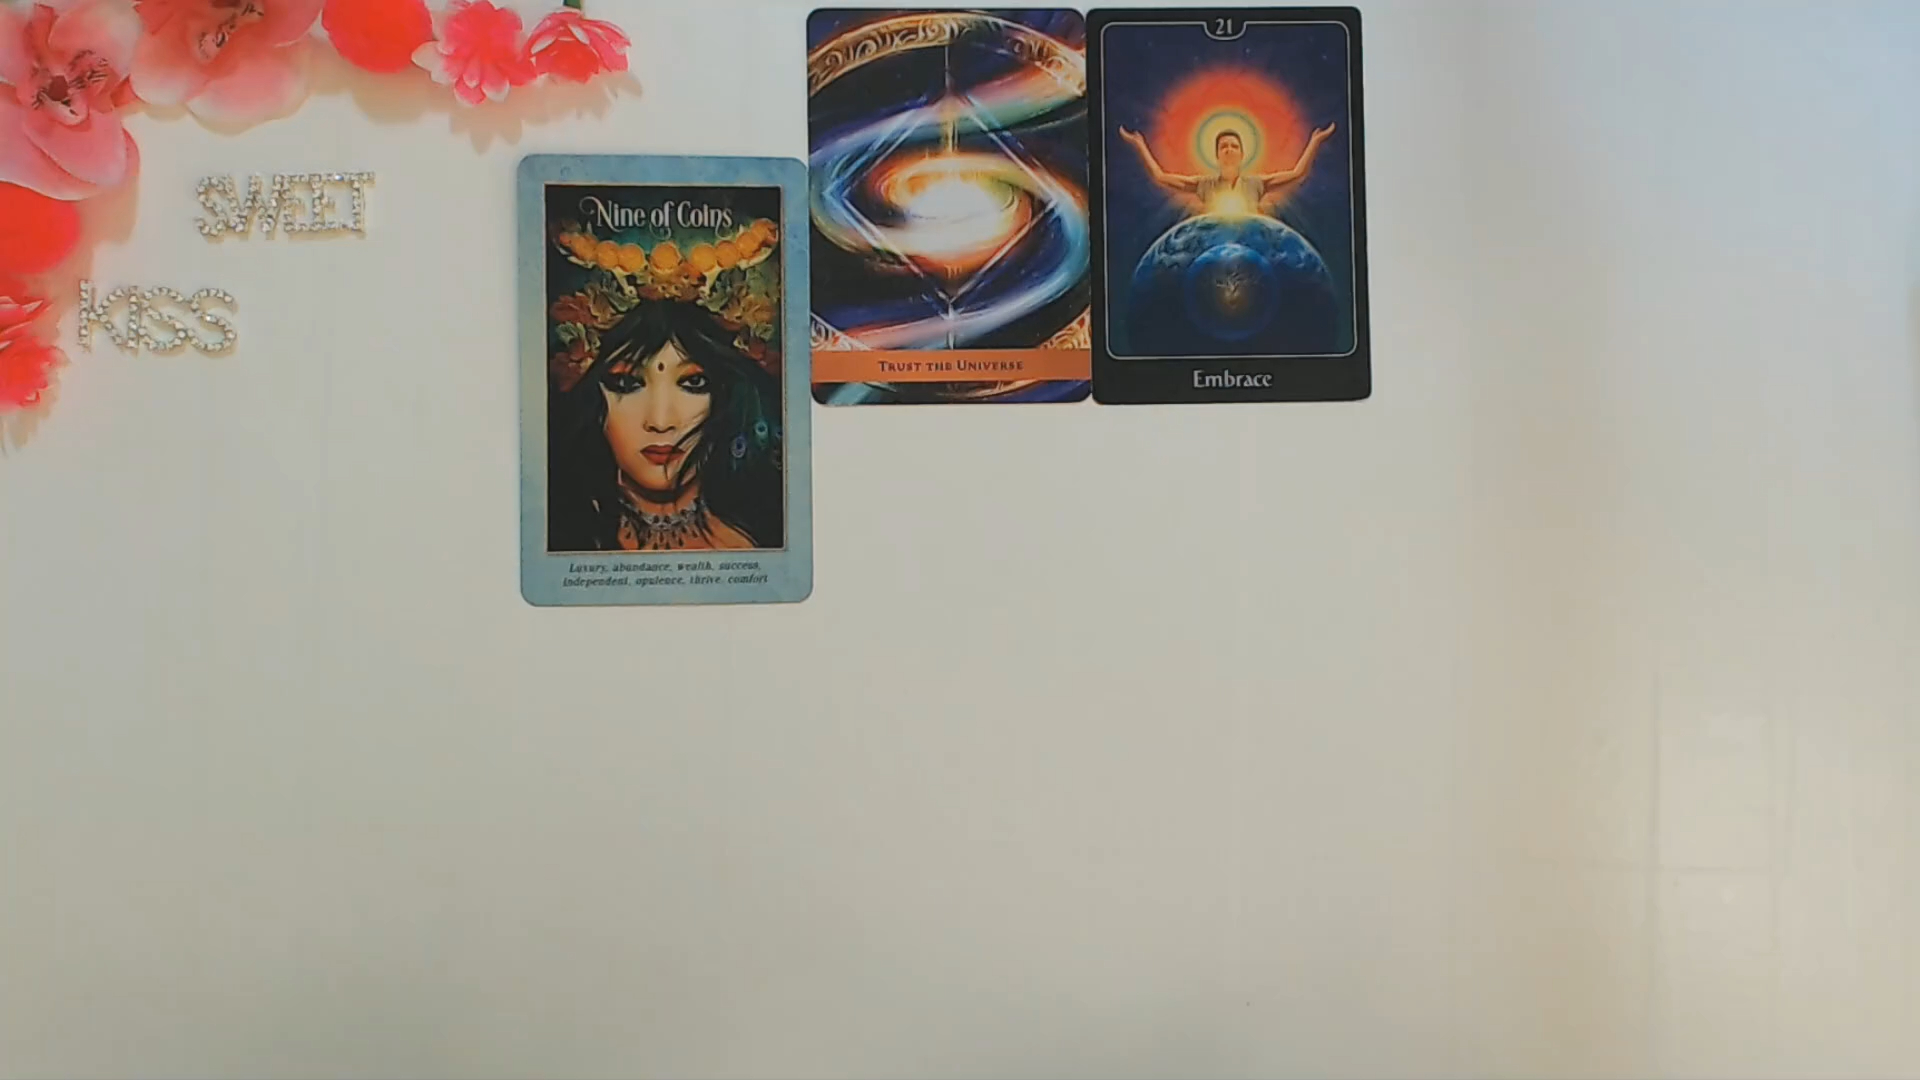 SWEET
KISS
Nine of Coins
Luxury, abundance, wealth, success,
independent, opulence, thrive, comfort
TRUST THE UNIVERSE
21
Embrace